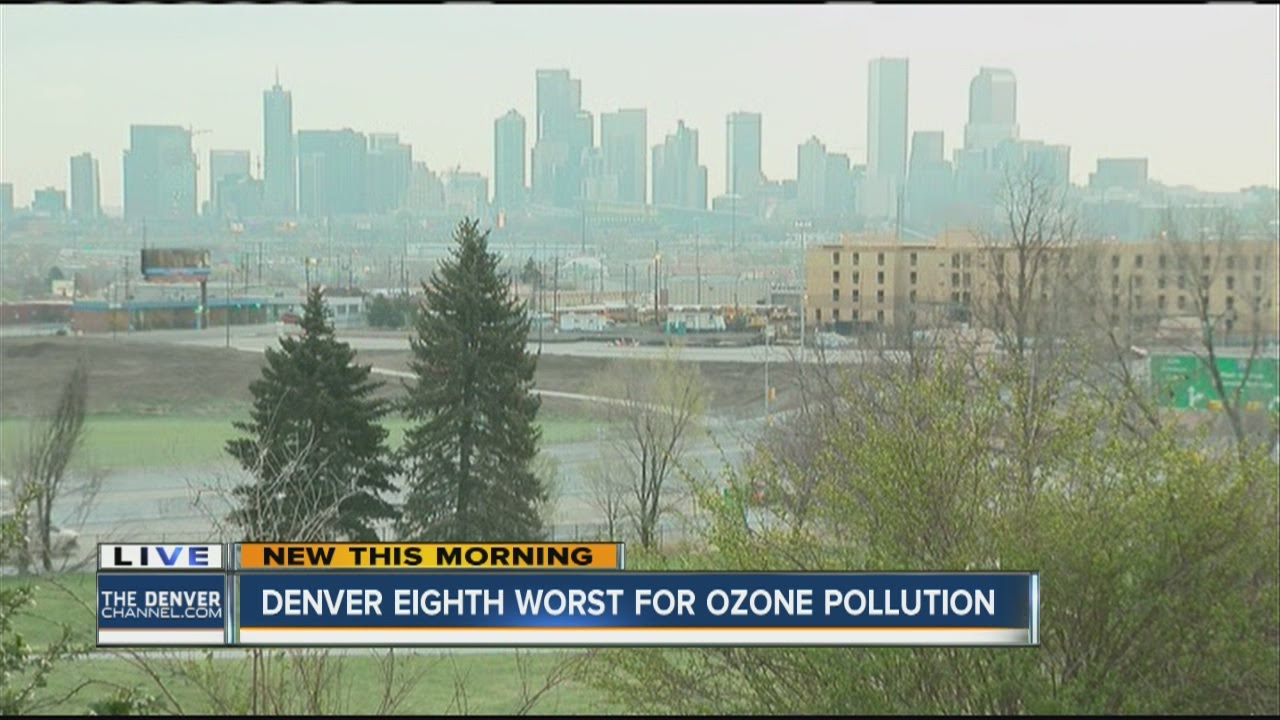 LIVE
NEW THIS MORNING
THE DENVER
CHANNEL.COM
DENVER EIGHTH WORST FOR OZONE POLLUTION